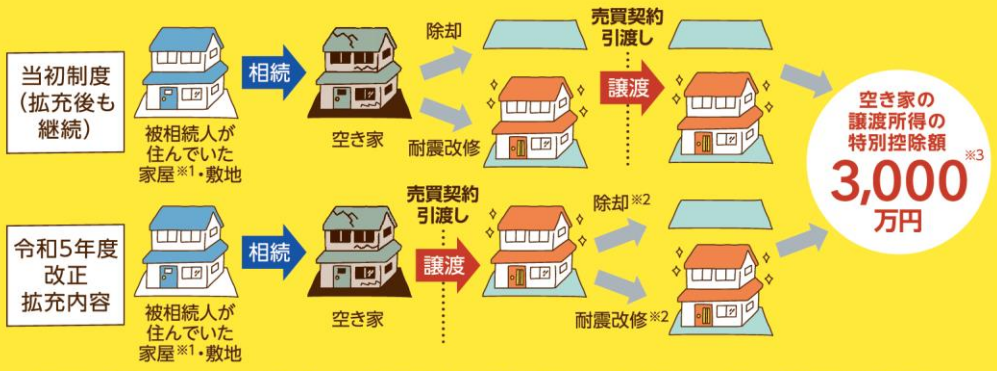 当初制度
（拡充後も
継続）
被相続人が
住んでいた
家屋※1・敷地
相続
空き家
除却
耐震改修
売買契約
引渡し
譲渡
令和5年度
改正
拡充内容
被相続人が
住んでいた
家屋※1・敷地
相続
空き家
売買契約
引渡し
譲渡
除却※2
耐震改修※2
空き家の
譲渡所得の
特別控除額
3,000※3
万円